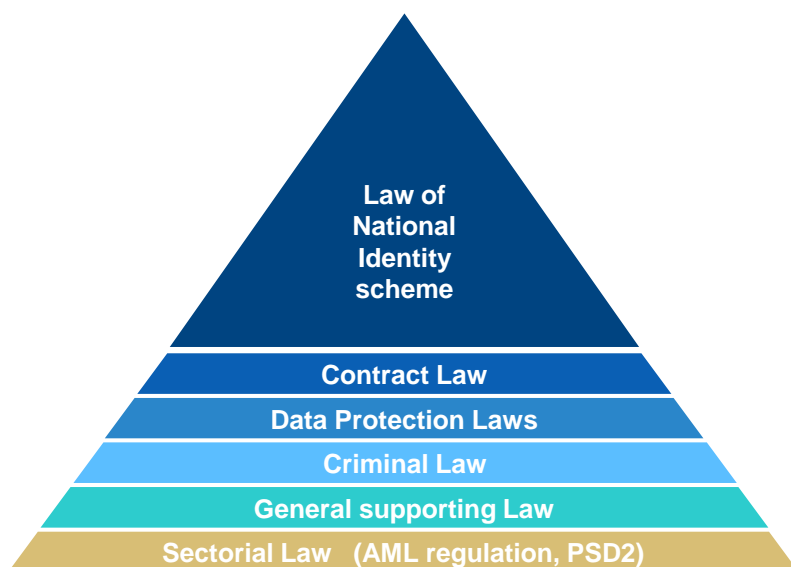 Law of
National
Identity
scheme
Contract Law
Data Protection Laws
Criminal Law
General supporting Law
Sectorial Law (AML regulation, PSD2)